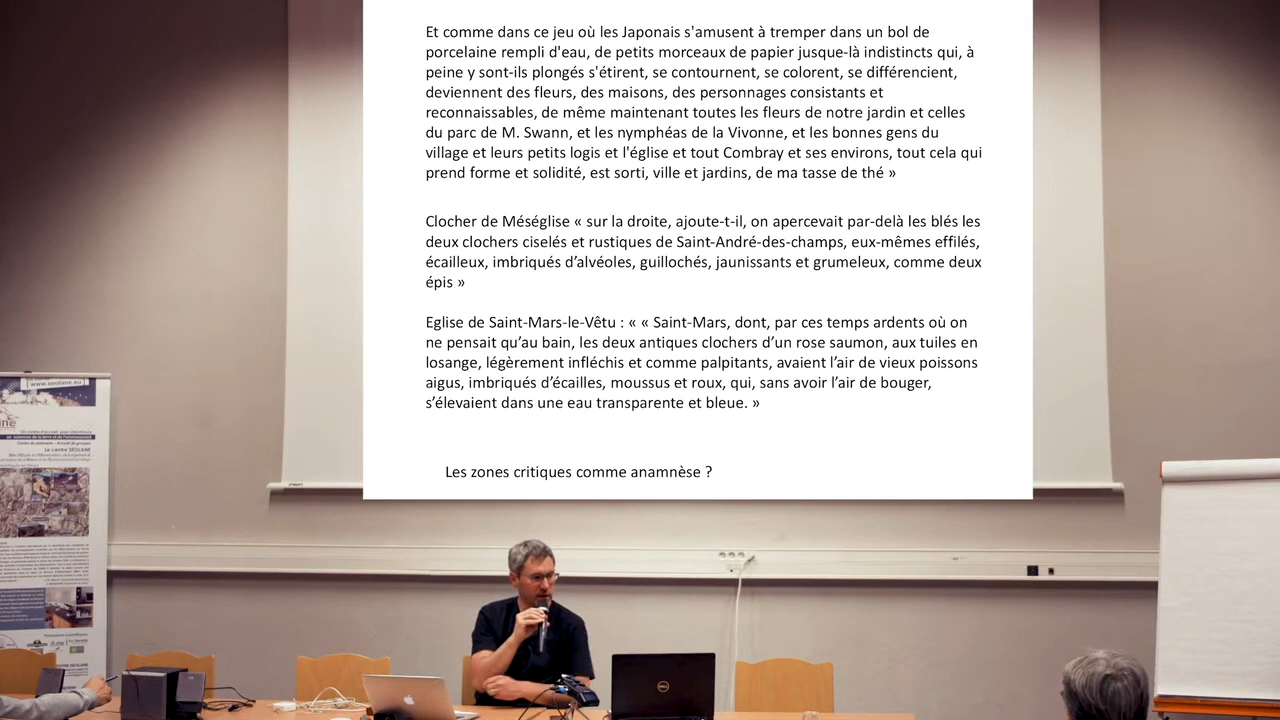 Et comme dans ce jeu où les Japonais s'amusent à tremper dans un bol de
porcelaine rempli d'eau, de petits morceaux de papier jusque-là indistincts qui, à
peine y sont-ils plongés s'étirent, se contournent, se colorent, se différencient,
deviennent des fleurs, des maisons, des personnages consistants et
reconnaissables, de même maintenant toutes les fleurs de notre jardin et celles
du parc de M. Swann, et les nymphéas de la Vivonne, et les bonnes gens du
village et leurs petits logis et l'église et tout Combray et ses environs, tout cela qui
prend forme et solidité, est sorti, ville et jardins, de ma tasse de thé »
Clocher de Méséglise « sur la droite, ajoute-t-il, on apercevait par-delà les blés les
deux clochers ciselés et rustiques de Saint-André-des-champs, eux-mêmes effilés,
écailleux, imbriqués d’alvéoles, guillochés, jaunissants et grumeleux, comme deux
épis »
Eglise de Saint-Mars-le-Vêtu : « « Saint-Mars, dont, par ces temps ardents où on
ne pensait qu’au bain, les deux antiques clochers d’un rose saumon, aux tuiles en
losange, légèrement infléchis et comme palpitants, avaient l’air de vieux poissons
aigus, imbriqués d’écailles, moussus et roux, qui, sans avoir l’air de bouger,
s’élevaient dans une eau transparente et bleue. »
Les zones critiques comme anamnèse ?
www.seolane.eu
Le centre SEOLANE
DELL